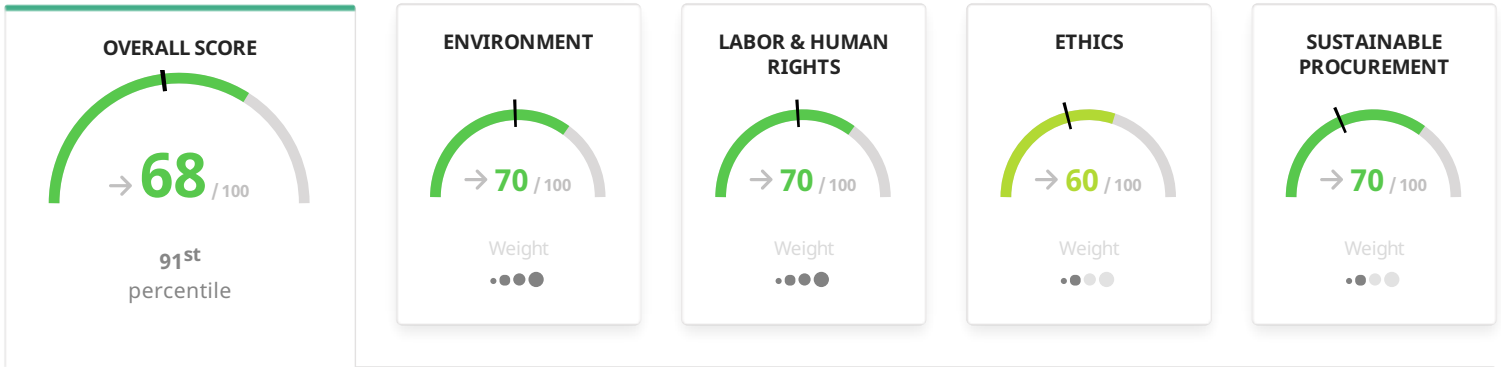 OVERALL SCORE
→ 68 / 100
91st
percentile
ENVIRONMENT
→ 70 / 100
Weight
LABOR & HUMAN
RIGHTS
→ 70 / 100
Weight
ETHICS
→ 60 / 100
Weight
SUSTAINABLE
PROCUREMENT
→ 70 / 100
Weight